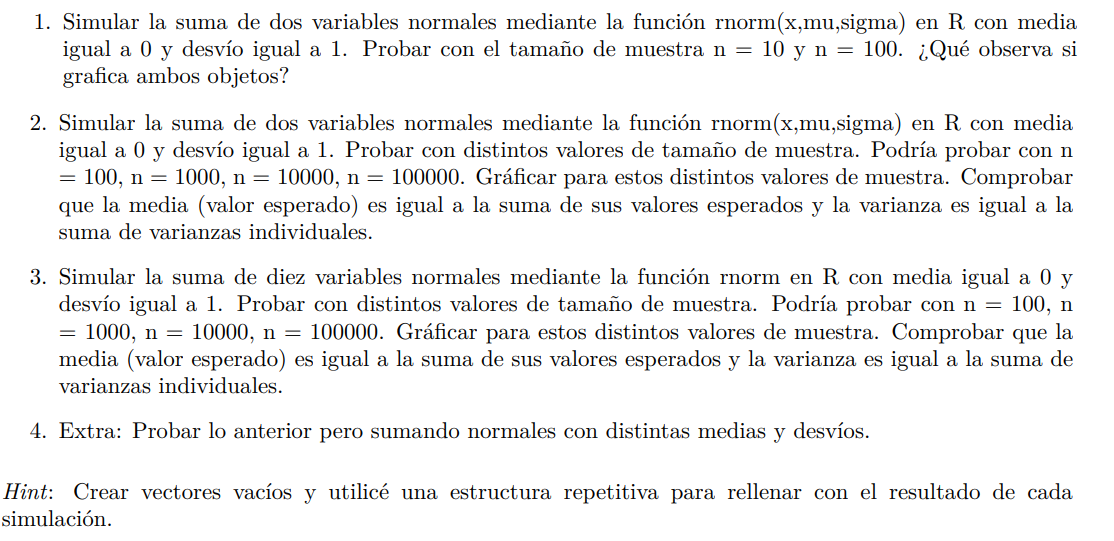 1. Simular la suma de dos variables normales mediante la función rnorm(x,mu,sigma) en R con media
igual a 0 y desvío igual a 1. Probar con el tamaño de muestra n = 10 y n = 100. ¿Qué observa si
grafica ambos objetos?
2. Simular la suma de dos variables normales mediante la función rnorm(x,mu,sigma) en R con media
igual a 0 y desvío igual a 1. Probar con distintos valores de tamaño de muestra. Podría probar con n
= 100, n = 1000, n = 10000, n = 100000. Gráficar para estos distintos valores de muestra. Comprobar
que la media (valor esperado) es igual a la suma de sus valores esperados y la varianza es igual a la
suma de varianzas individuales.
3. Simular la suma de diez variables normales mediante la función rnorm en R con media igual a 0 y
desvío igual a 1. Probar con distintos valores de tamaño de muestra. Podría probar con n = 100, n
= 1000, n = 10000, n = 100000. Gráficar para estos distintos valores de muestra. Comprobar que la
media (valor esperado) es igual a la suma de sus valores esperados y la varianza es igual a la suma de
varianzas individuales.
4. Extra: Probar lo anterior pero sumando normales con distintas medias y desvíos.
Hint: Crear vectores vacíos y utilicé una estructura repetitiva para rellenar con el resultado de cada
simulación.